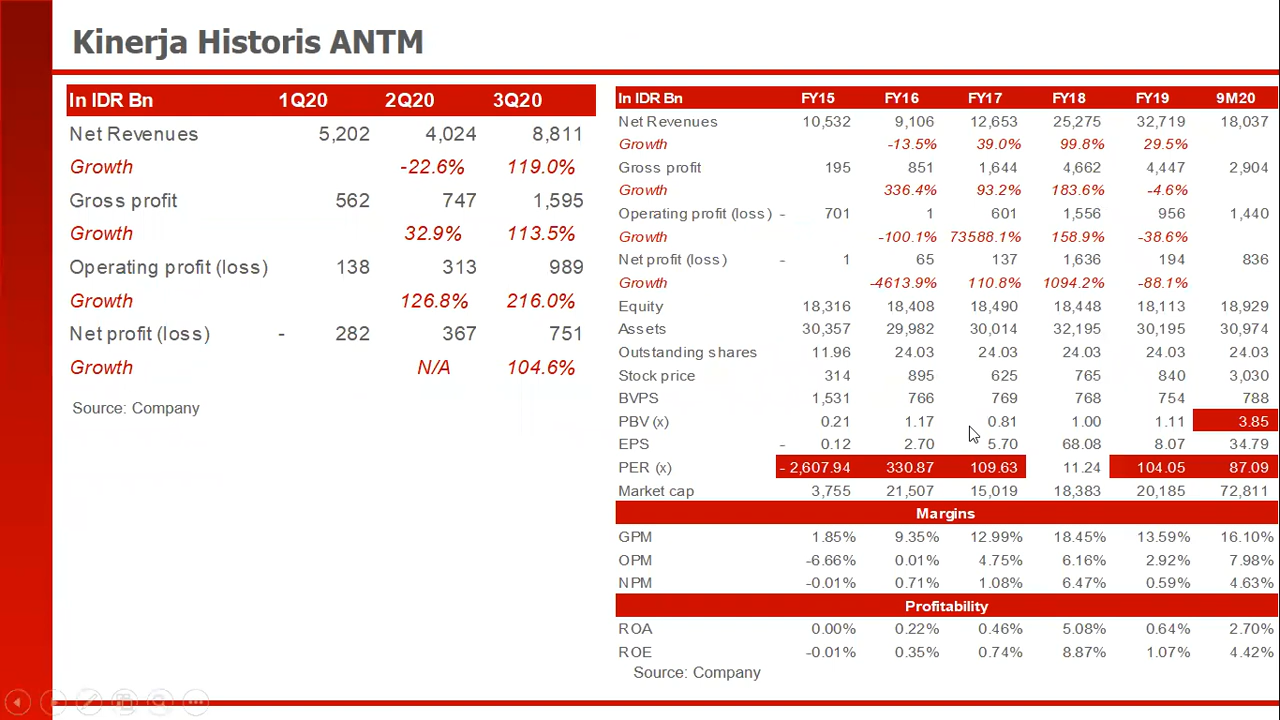 Kinerja Historis ANTM
In IDR Bn 1Q20 2Q20 3Q20
Net Revenues 5,202 4,024 8,811
Growth -22.6% 119.0%
Gross profit 562 747 1,595
Growth 32.9% 113.5%
Operating profit (loss) 138 313 989
Growth 126.8% 216.0%
Net profit (loss) - 282 367 751
Growth N/A 104.6%
Source: Company
In IDR Bn FY15 FY16 FY17 FY18 FY19 9M20
Net Revenues 10,532 9,106 12,653 25,275 32,719 18,037
Growth -13.5% 39.0% 99.8% 29.5%
Gross profit 195 851 1,644 4,662 4,447 2,904
Growth 336.4% 93.2% 183.6% -4.6%
Operating profit (loss) - 701 1 601 1,556 956 1,440
Growth -100.1% 73588.1% 158.9% -38.6%
Net profit (loss) - 1 65 137 1,636 194 836
Growth -4613.9% 110.8% 1094.2% -88.1%
Equity 18,316 18,408 18,490 18,448 18,113 18,929
Assets 30,357 29,982 30,014 32,195 30,195 30,974
Outstanding shares 11.96 24.03 24.03 24.03 24.03 24.03
Stock price 314 895 625 765 840 3,030
BVPS 1,531 766 769 768 754 788
PBV (x) 0.21 1.17 0.81 1.00 1.11 3.85
EPS - 0.12 2.70 5.70 68.08 8.07 34.79
PER (x) - 2,607.94 330.87 109.63 11.24 104.05 87.09
Market cap 3,755 21,507 15,019 18,383 20,185 72,811
Margins
GPM 1.85% 9.35% 12.99% 18.45% 13.59% 16.10%
OPM -6.66% 0.01% 4.75% 6.16% 2.92% 7.98%
NPM -0.01% 0.71% 1.08% 6.47% 0.59% 4.63%
Profitability
ROA 0.00% 0.22% 0.46% 5.08% 0.64% 2.70%
ROE -0.01% 0.35% 0.74% 8.87% 1.07% 4.42%
Source: Company